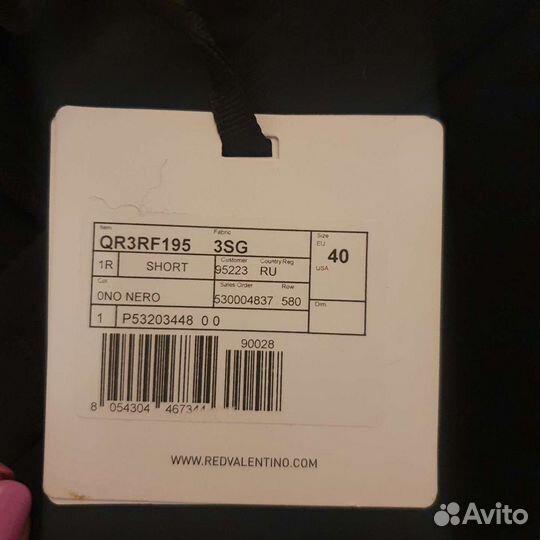 Item Fabric Size
QR3RF195 3SG EU 40
Customer Country Reg USA
1R SHORT 95223 RU
Col. Sales Order Row Dim.
0NO NERO 530004837 580
1 P53203448 0 0
90028
8 054304
WWW.REDVALENTINO.COM
Avito